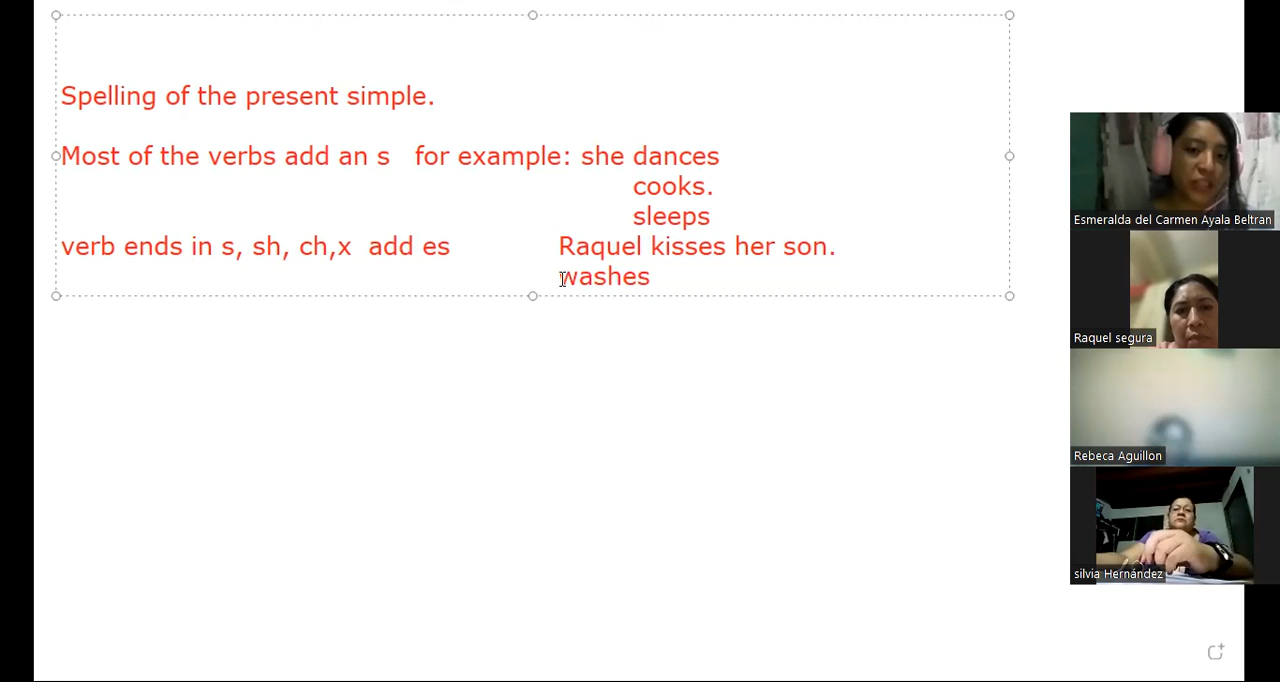 Spelling of the present simple.
Most of the verbs add an s for example: she dances
cooks.
sleeps
verb ends in s, sh, ch,x add es Raquel kisses her son.
washes
Esmeralda del Carmen Ayala Beltran
Raquel segura
Rebeca Aguillon
silvia Hernández